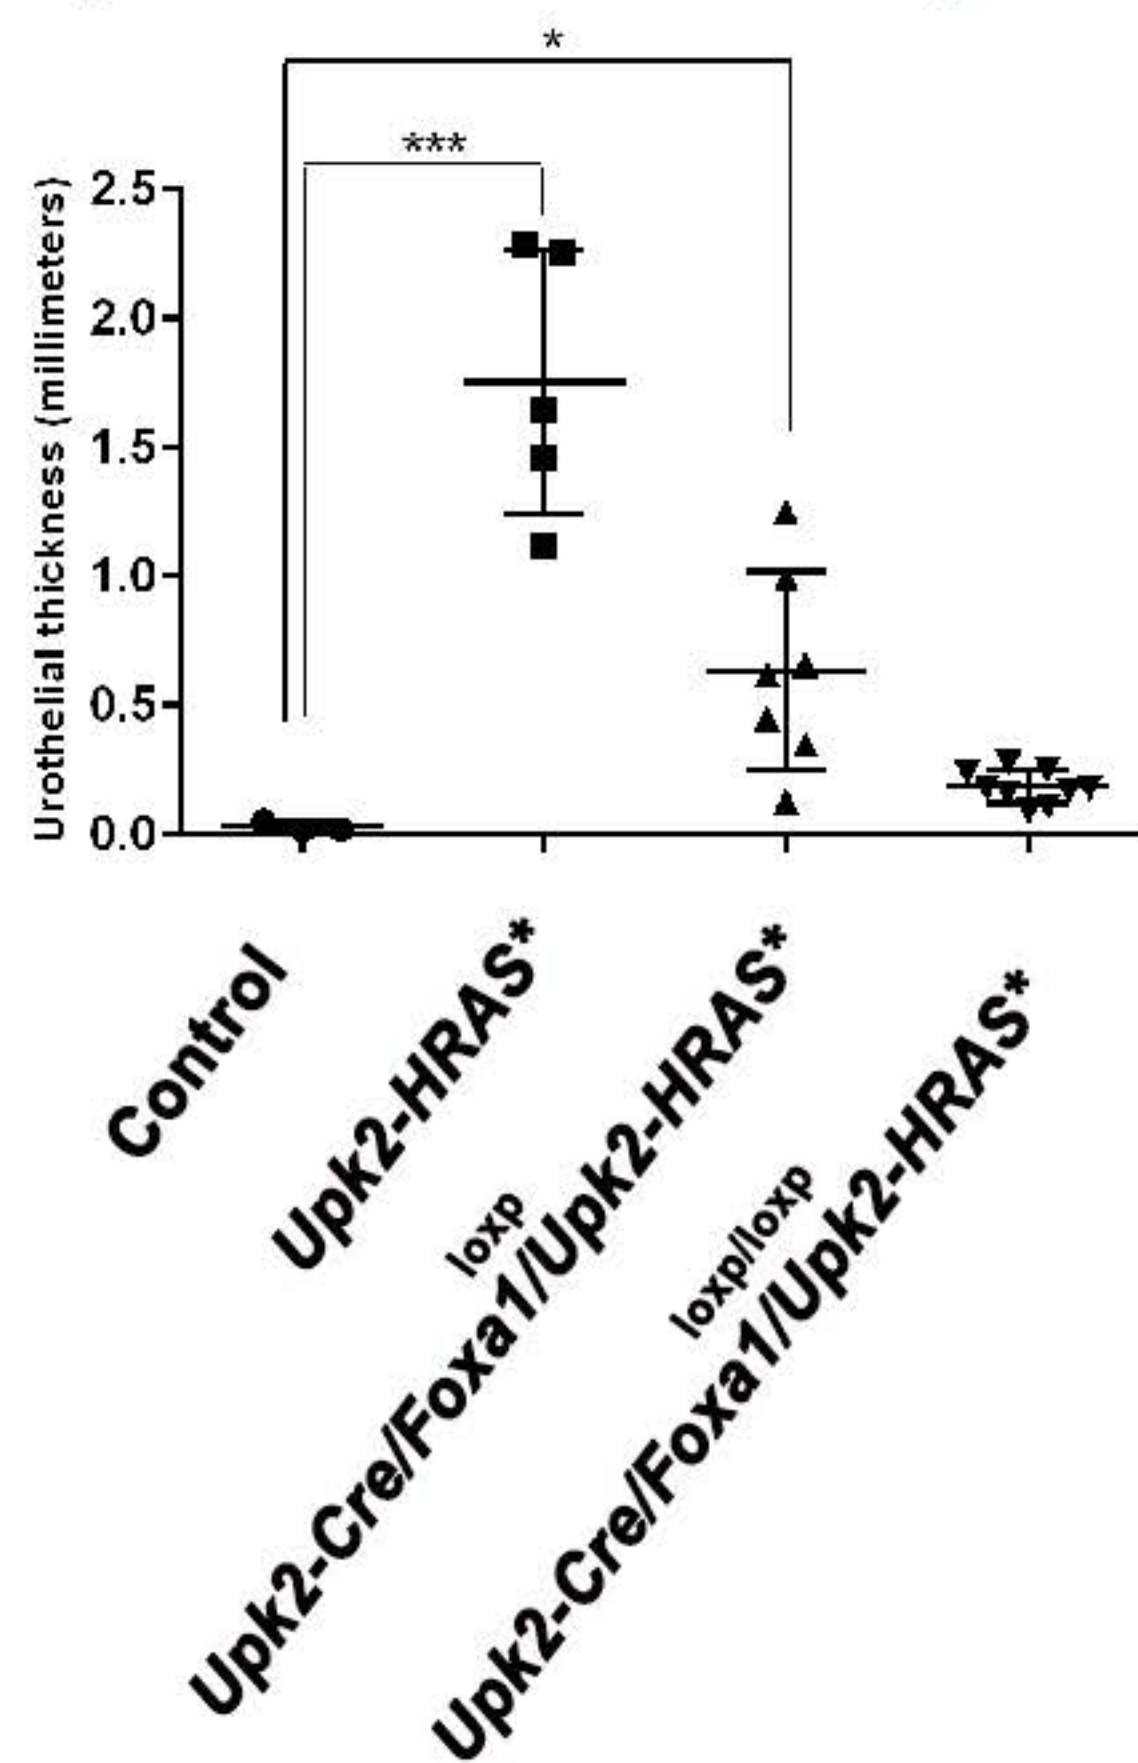 *
***
Urothelial thickness (millimeters)
2.5
2.0
1.5
1.0
0.5
0.0
Control
Upk2-HRAS*
Upk2-Cre/Foxa1loxp/Upk2-HRAS*
Upk2-Cre/Foxa1loxp/loxp/Upk2-HRAS*